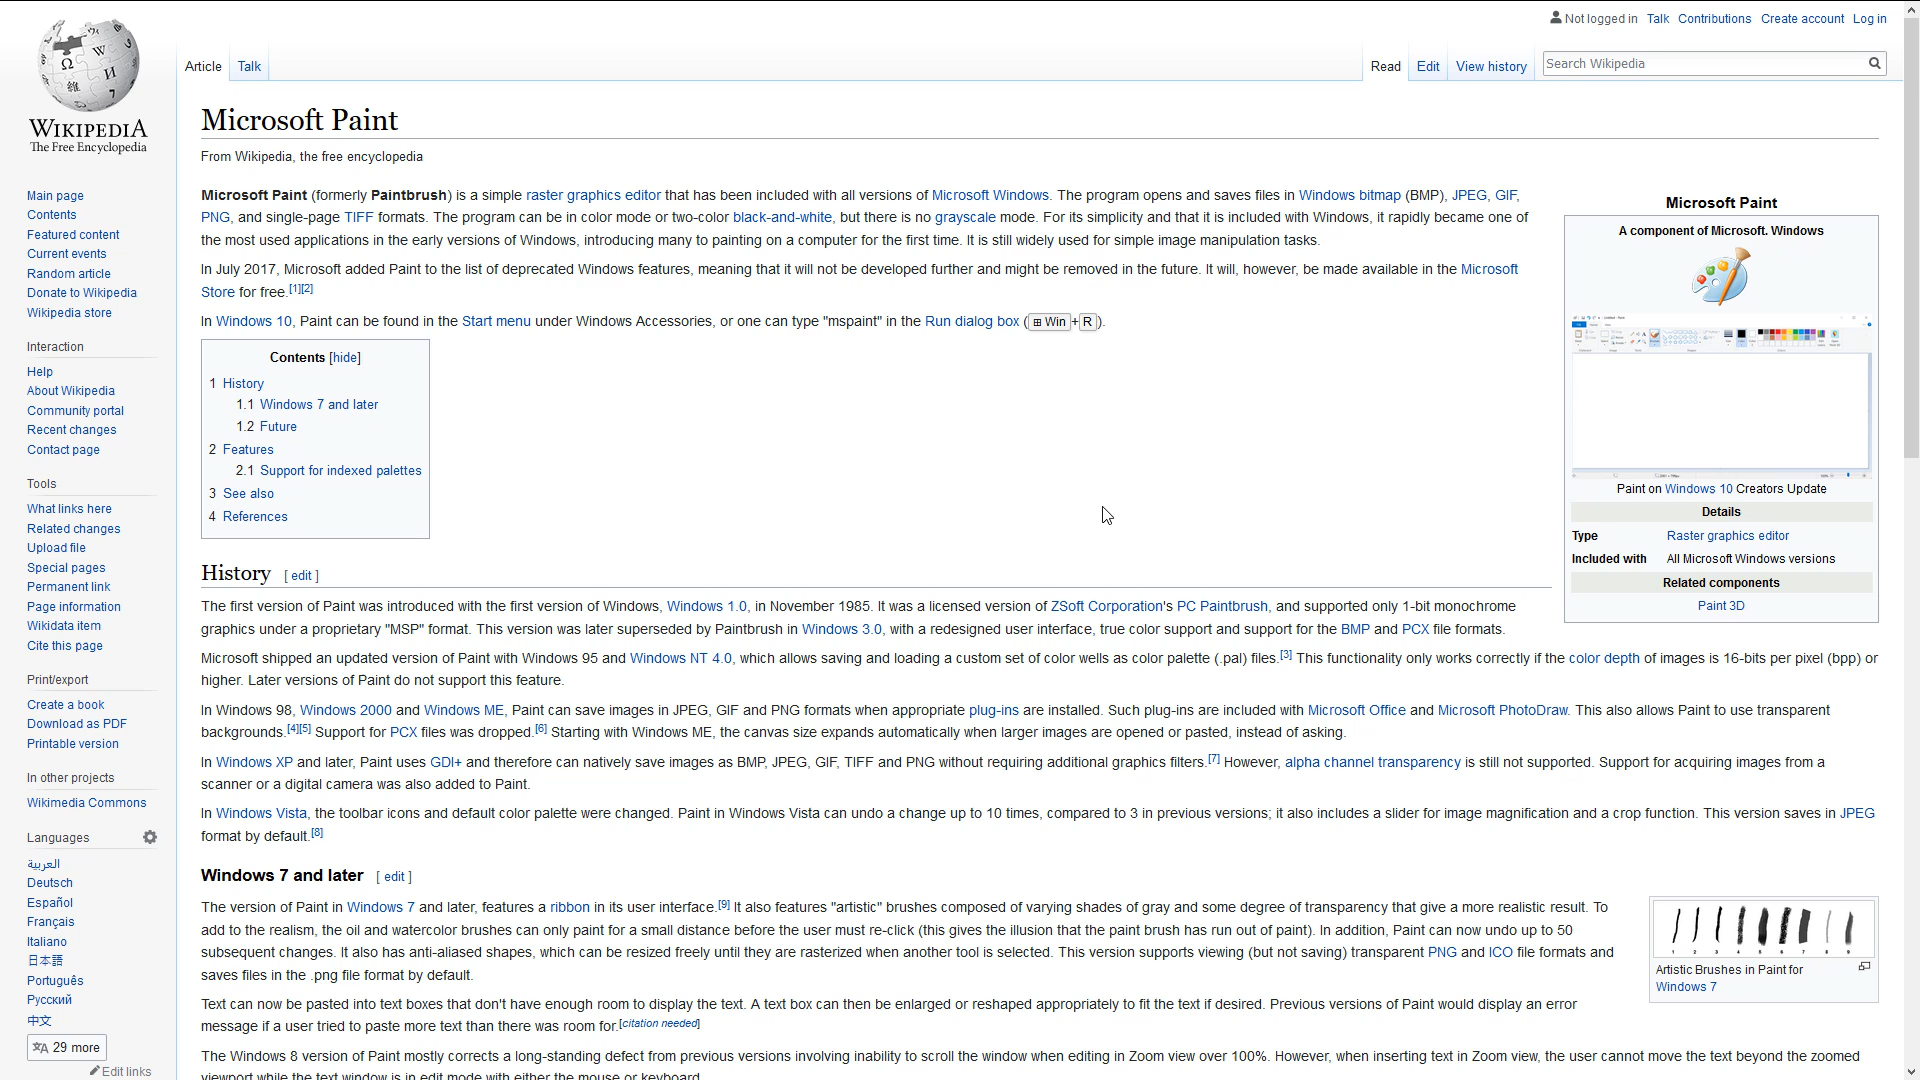 Not logged in Talk Contributions Create account Log in
Article Talk
Read Edit View history Search Wikipedia
WIKIPEDIA
The Free Encyclopedia
Main page
Contents
Featured content
Current events
Random article
Donate to Wikipedia
Wikipedia store
Interaction
Help
About Wikipedia
Community portal
Recent changes
Contact page
Tools
What links here
Related changes
Upload file
Special pages
Permanent link
Page information
Wikidata item
Cite this page
Print/export
Create a book
Download as PDF
Printable version
In other projects
Wikimedia Commons
Languages
العربية
Deutsch
Español
Français
Italiano
日本語
Português
Русский
中文
29 more
Edit links
Microsoft Paint
From Wikipedia, the free encyclopedia
Microsoft Paint (formerly Paintbrush) is a simple raster graphics editor that has been included with all versions of Microsoft Windows. The program opens and saves files in Windows bitmap (BMP), JPEG, GIF,
PNG, and single-page TIFF formats. The program can be in color mode or two-color black-and-white, but there is no grayscale mode. For its simplicity and that it is included with Windows, it rapidly became one of
the most used applications in the early versions of Windows, introducing many to painting on a computer for the first time. It is still widely used for simple image manipulation tasks.
In July 2017, Microsoft added Paint to the list of deprecated Windows features, meaning that it will not be developed further and might be removed in the future. It will, however, be made available in the Microsoft
Store for free.[1][2]
In Windows 10, Paint can be found in the Start menu under Windows Accessories, or one can type "mspaint" in the Run dialog box (⊞ Win+R).
Contents [hide]
1 History
1.1 Windows 7 and later
1.2 Future
2 Features
2.1 Support for indexed palettes
3 See also
4 References
Microsoft Paint
A component of Microsoft. Windows
Paint on Windows 10 Creators Update
Details
Type Raster graphics editor
Included with All Microsoft Windows versions
Related components
Paint 3D
History [ edit ]
The first version of Paint was introduced with the first version of Windows, Windows 1.0, in November 1985. It was a licensed version of ZSoft Corporation's PC Paintbrush, and supported only 1-bit monochrome
graphics under a proprietary "MSP" format. This version was later superseded by Paintbrush in Windows 3.0, with a redesigned user interface, true color support and support for the BMP and PCX file formats.
Microsoft shipped an updated version of Paint with Windows 95 and Windows NT 4.0, which allows saving and loading a custom set of color wells as color palette (.pal) files.[3] This functionality only works correctly if the color depth of images is 16-bits per pixel (bpp) or
higher. Later versions of Paint do not support this feature.
In Windows 98, Windows 2000 and Windows ME, Paint can save images in JPEG, GIF and PNG formats when appropriate plug-ins are installed. Such plug-ins are included with Microsoft Office and Microsoft PhotoDraw. This also allows Paint to use transparent
backgrounds.[4][5] Support for PCX files was dropped.[6] Starting with Windows ME, the canvas size expands automatically when larger images are opened or pasted, instead of asking.
In Windows XP and later, Paint uses GDI+ and therefore can natively save images as BMP, JPEG, GIF, TIFF and PNG without requiring additional graphics filters.[7] However, alpha channel transparency is still not supported. Support for acquiring images from a
scanner or a digital camera was also added to Paint.
In Windows Vista, the toolbar icons and default color palette were changed. Paint in Windows Vista can undo a change up to 10 times, compared to 3 in previous versions; it also includes a slider for image magnification and a crop function. This version saves in JPEG
format by default.[8]
Windows 7 and later [ edit ]
The version of Paint in Windows 7 and later, features a ribbon in its user interface.[9] It also features "artistic" brushes composed of varying shades of gray and some degree of transparency that give a more realistic result. To
add to the realism, the oil and watercolor brushes can only paint for a small distance before the user must re-click (this gives the illusion that the paint brush has run out of paint). In addition, Paint can now undo up to 50
subsequent changes. It also has anti-aliased shapes, which can be resized freely until they are rasterized when another tool is selected. This version supports viewing (but not saving) transparent PNG and ICO file formats and
saves files in the .png file format by default.
1 2 3 4 5 6 7 8 9
Artistic Brushes in Paint for
Windows 7
Text can now be pasted into text boxes that don't have enough room to display the text. A text box can then be enlarged or reshaped appropriately to fit the text if desired. Previous versions of Paint would display an error
message if a user tried to paste more text than there was room for.[citation needed]
The Windows 8 version of Paint mostly corrects a long-standing defect from previous versions involving inability to scroll the window when editing in Zoom view over 100%. However, when inserting text in Zoom view, the user cannot move the text beyond the zoomed
viewport while the text window is in edit mode with either the mouse or keyboard.